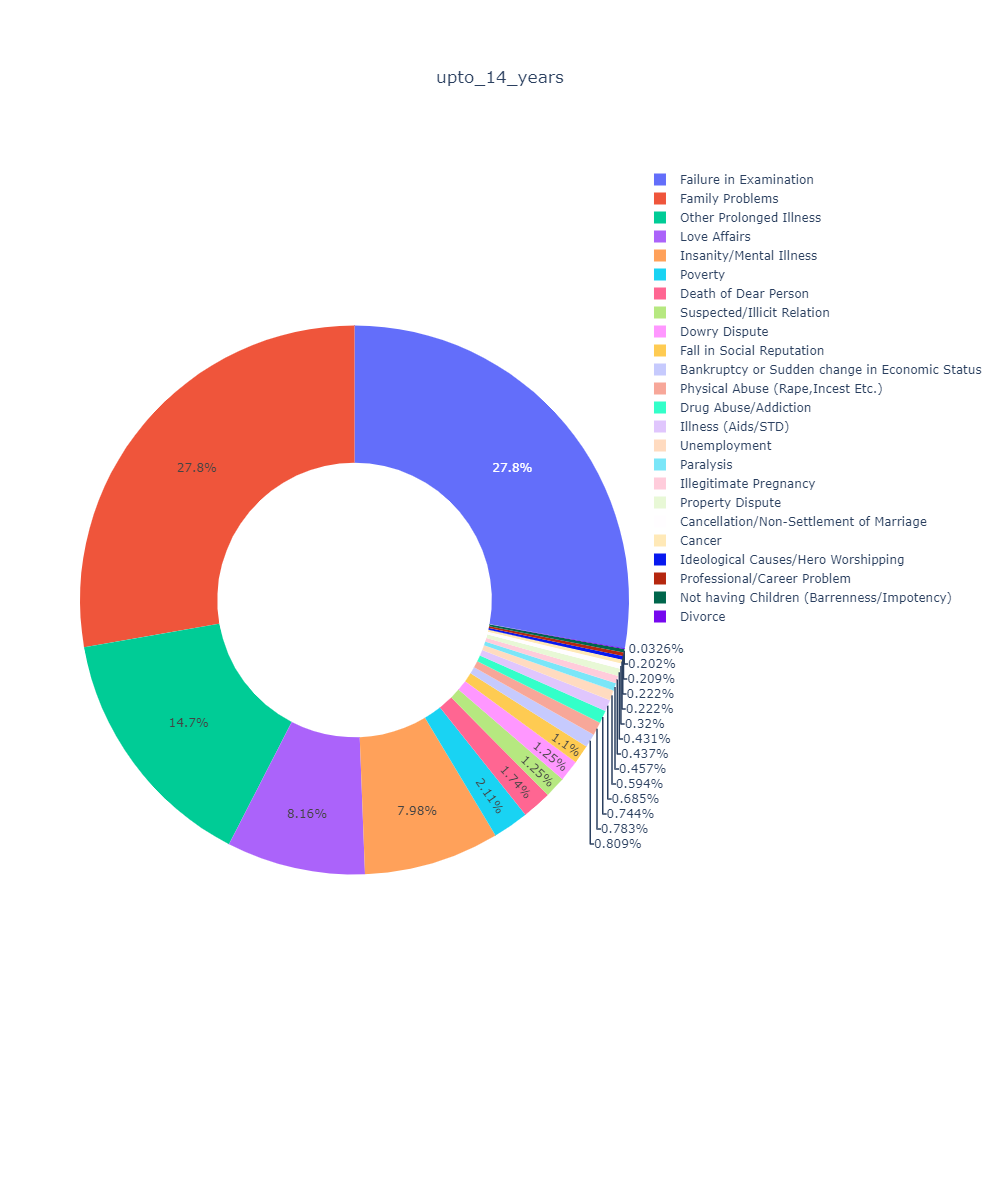 upto_14_years
Failure in Examination
Family Problems
Other Prolonged Illness
Love Affairs
Insanity/Mental Illness
Poverty
Death of Dear Person
Suspected/Illicit Relation
Dowry Dispute
Fall in Social Reputation
Bankruptcy or Sudden change in Economic Status
Physical Abuse (Rape,Incest Etc.)
Drug Abuse/Addiction
Illness (Aids/STD)
Unemployment
Paralysis
Illegitimate Pregnancy
Property Dispute
Cancellation/Non-Settlement of Marriage
Cancer
Ideological Causes/Hero Worshipping
Professional/Career Problem
Not having Children (Barrenness/Impotency)
Divorce
27.8%
27.8%
14.7%
8.16%
7.98%
2.11%
1.74%
1.25%
1.25%
1.1%
0.0326%
0.202%
0.209%
0.222%
0.222%
0.32%
0.431%
0.437%
0.457%
0.594%
0.685%
0.744%
0.783%
0.809%